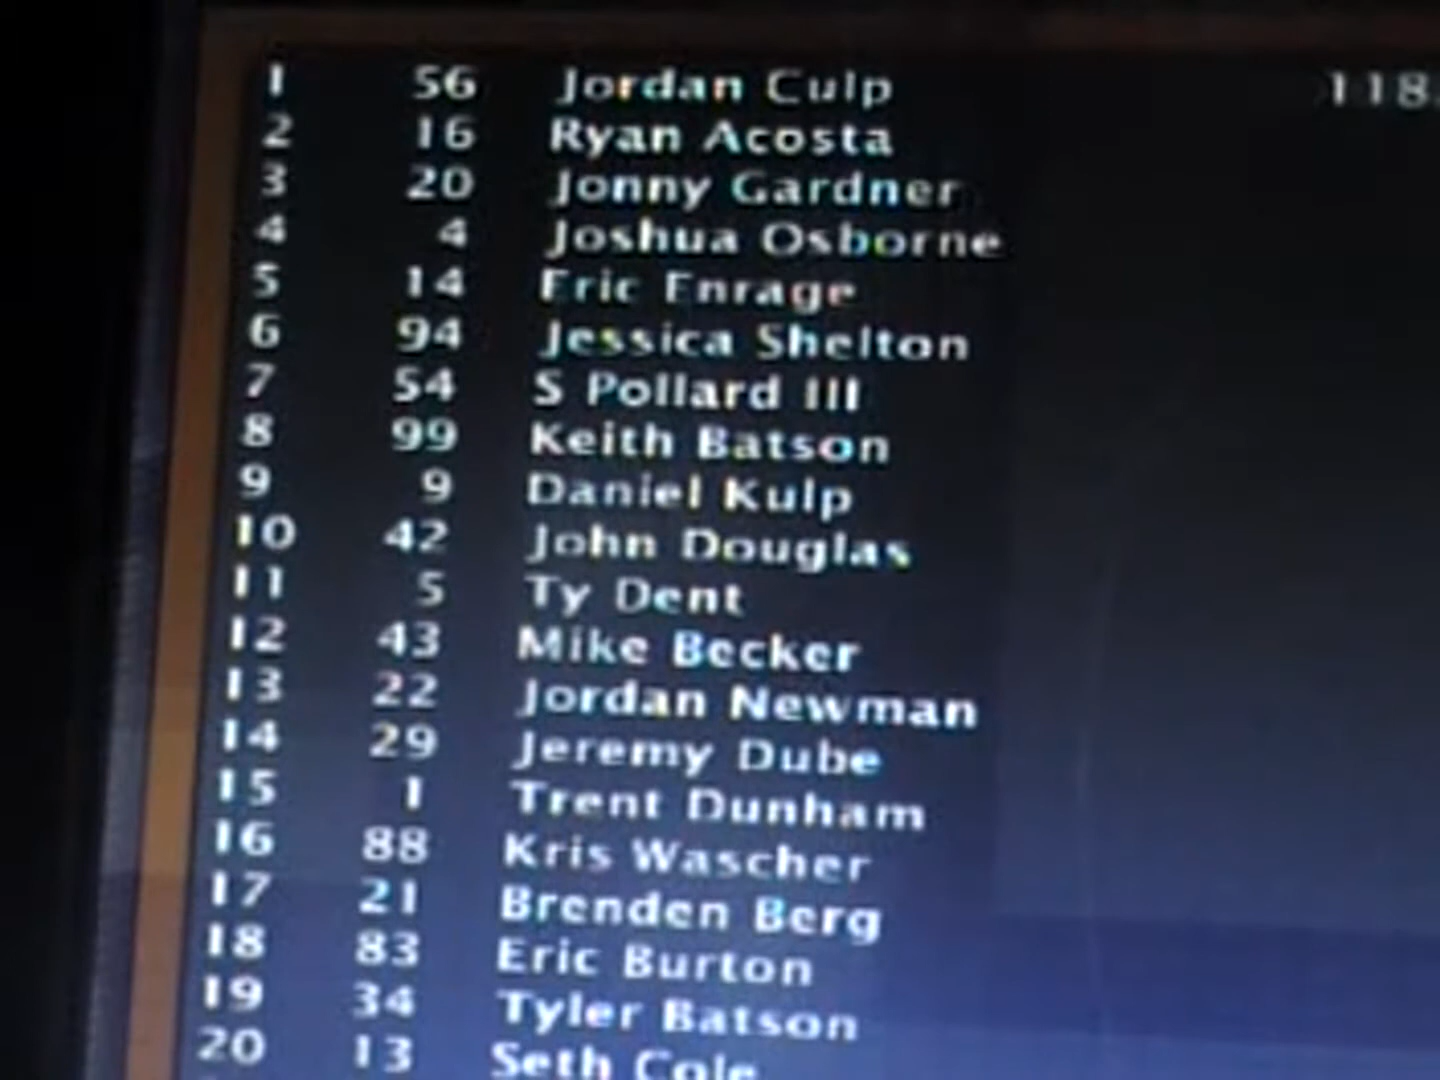 1 56 Jordan Culp 118.
2 16 Ryan Acosta
3 20 Jonny Gardner
4 4 Joshua Osborne
5 14 Eric Enrage
6 94 Jessica Shelton
7 54 S Pollard III
8 99 Keith Batson
9 9 Daniel Kulp
10 42 John Douglas
11 5 Ty Dent
12 43 Mike Becker
13 22 Jordan Newman
14 29 Jeremy Dube
15 1 Trent Dunham
16 88 Kris Wascher
17 21 Brenden Berg
18 83 Eric Burton
19 34 Tyler Batson
20 13 Seth Cole